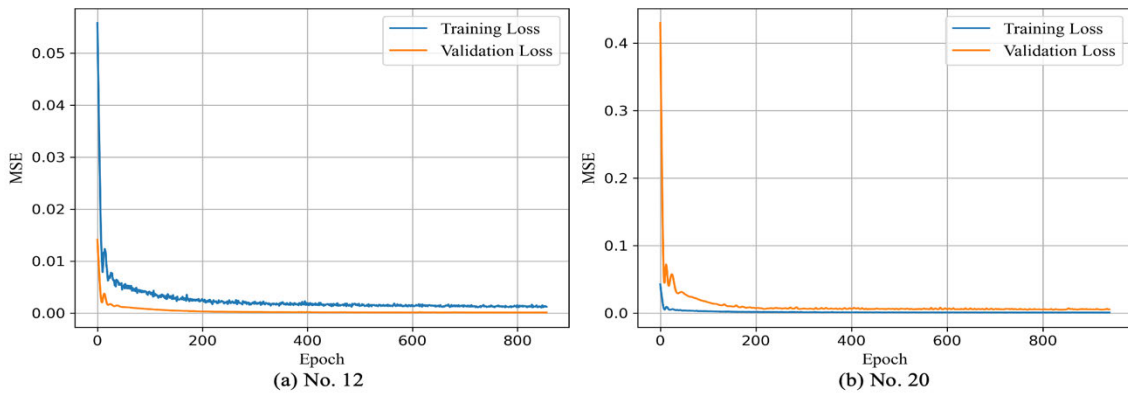 Training Loss
Validation Loss
0.05
0.04
0.03
0.02
0.01
0.00
MSE
0 200 400 600 800
Epoch
(a) No. 12
Training Loss
Validation Loss
0.4
0.3
0.2
0.1
0.0
MSE
0 200 400 600 800
Epoch
(b) No. 20